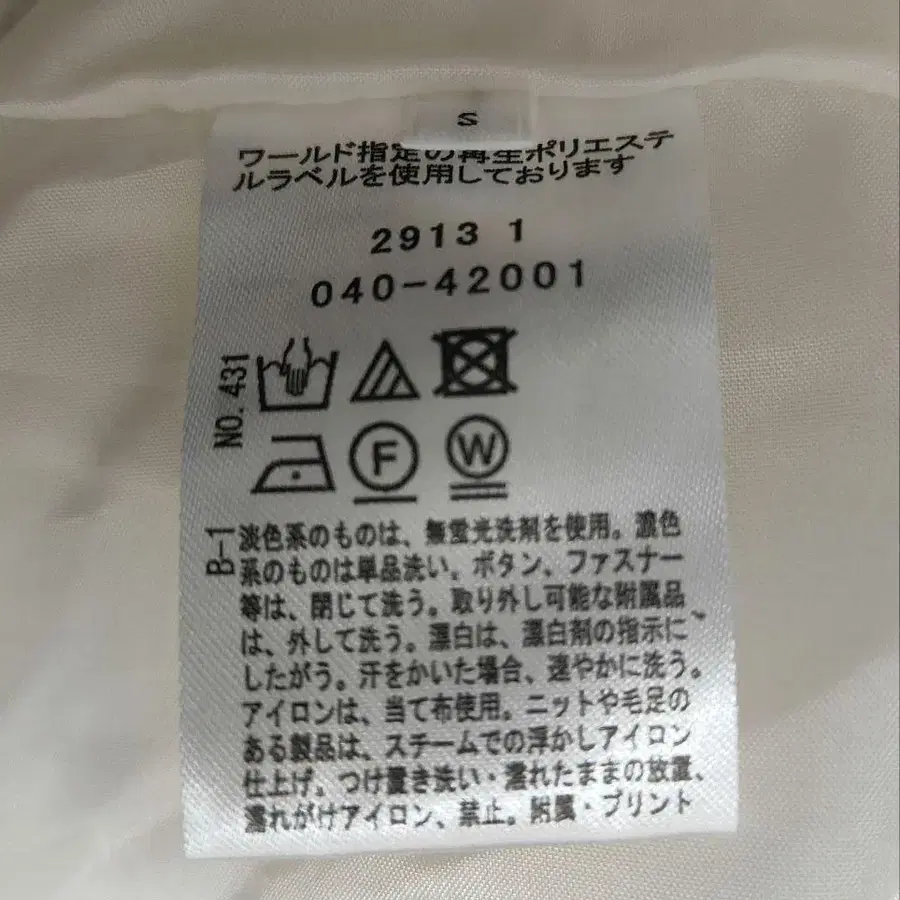 S
ワールド指定の再生ポリエステ
ルラベルを使用しております
2913 1
040-42001
NO. 431
F W
B-1
淡色系のものは、無蛍光洗剤を使用。濃色
系のものは単品洗い。ボタン、ファスナー
等は、閉じて洗う。取り外し可能な附属品
は、外して洗う。漂白は、漂白剤の指示に
したがう。汗をかいた場合、速やかに洗う。
アイロンは、当て布使用。ニットや毛足の
ある製品は、スチームでの浮かしアイロン
仕上げ。つけ置き洗い・濡れたままの放置、
濡れがけアイロン、禁止。附属・プリント